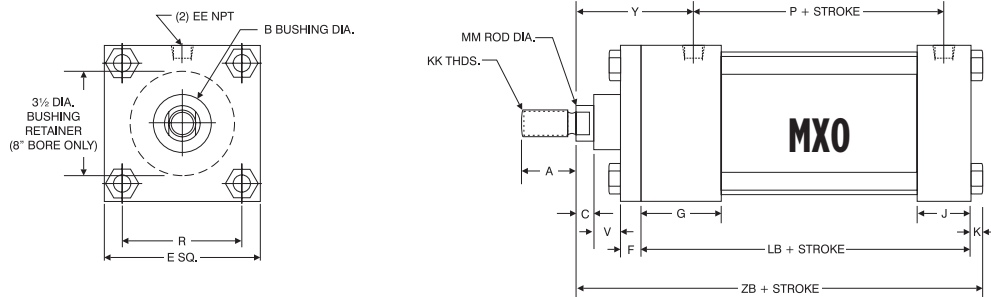 (2) EE NPT
B BUSHING DIA.
3½ DIA.
BUSHING
RETAINER
(8" BORE ONLY)
R
E SQ.
Y
P + STROKE
MM ROD DIA.
KK THDS.
MXO
A
C
G
J
K
V
F
LB + STROKE
ZB + STROKE